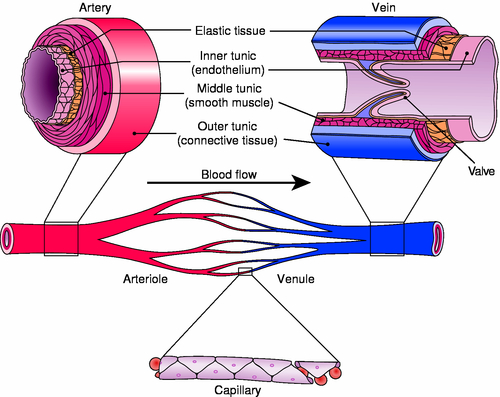 Artery
Vein
Elastic tissue
Inner tunic
(endothelium)
Middle tunic
(smooth muscle)
Outer tunic
(connective tissue)
Valve
Blood flow
Arteriole
Venule
Capillary